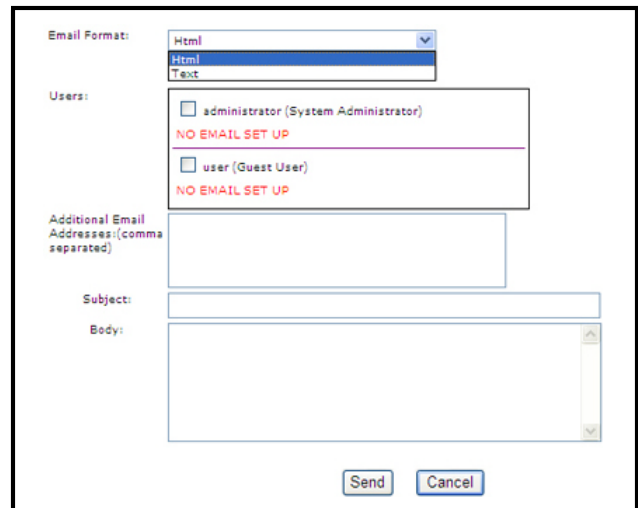 Email Format:
Html
Html
Text
Users:
administrator (System Administrator)
NO EMAIL SET UP
user (Guest User)
NO EMAIL SET UP
Additional Email
Addresses:(comma
separated)
Subject:
Body:
Send
Cancel